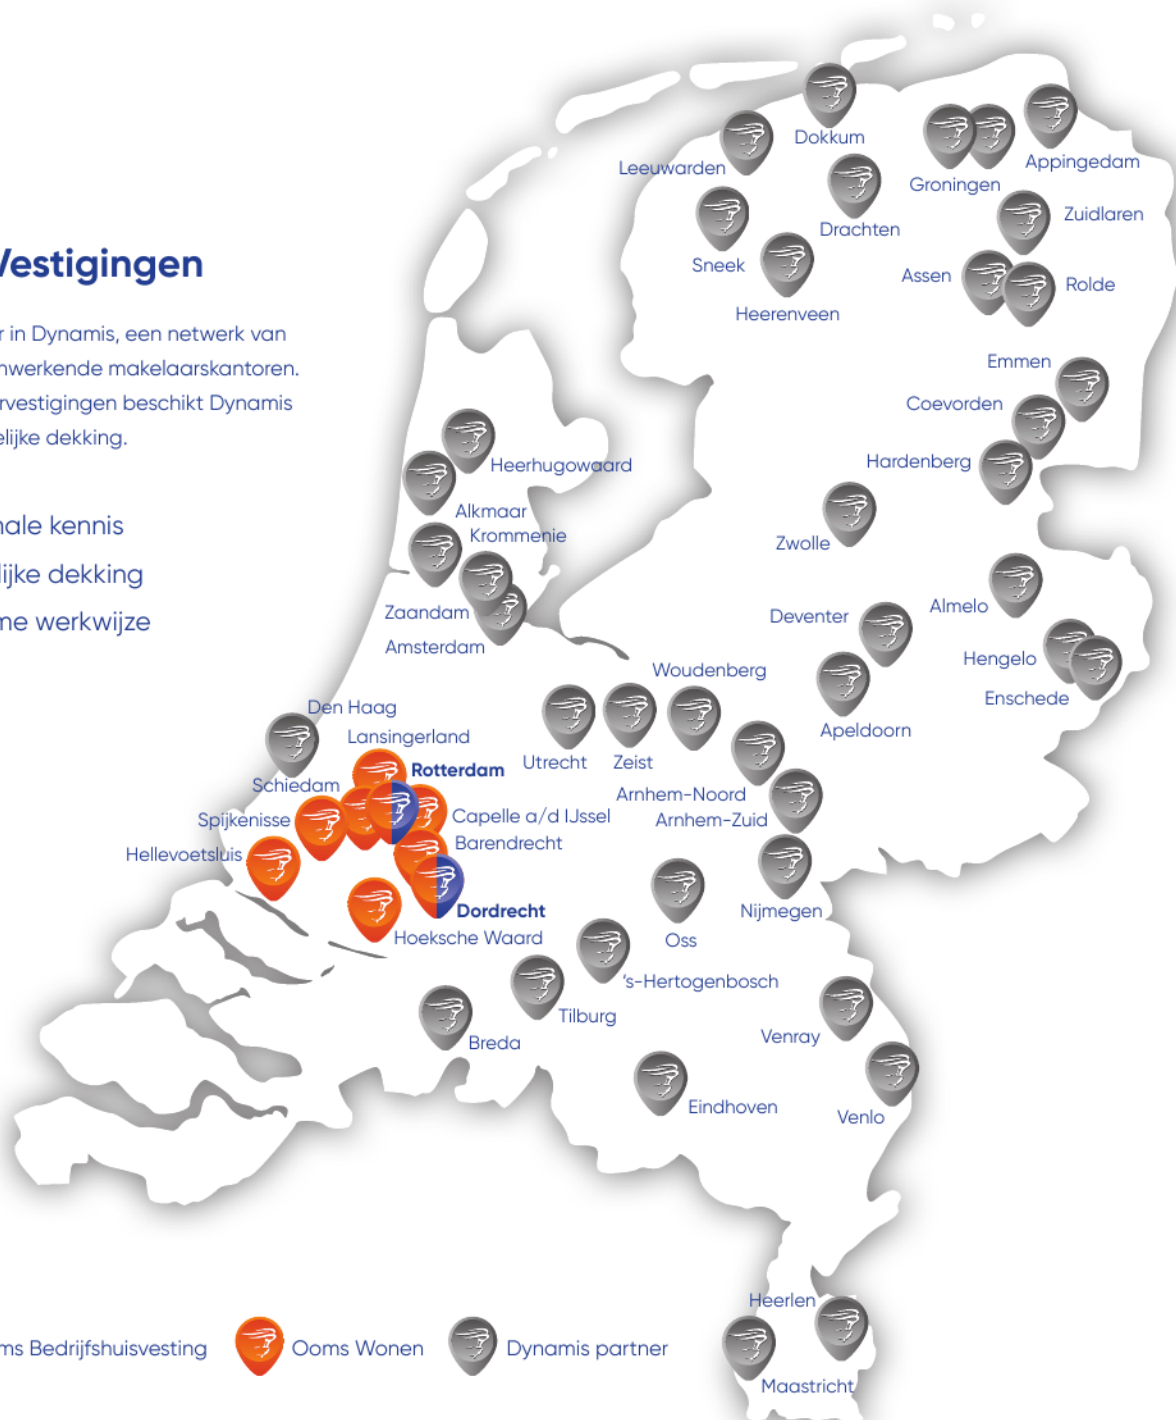 Vestigingen
r in Dynamis, een netwerk van
nwerkende makelaarskantoren.
rvestigingen beschikt Dynamis
elijke dekking.
nale kennis
lijke dekking
me werkwijze
Dokkum
Leeuwarden
Appingedam
Groningen
Zuidlaren
Drachten
Sneek
Assen
Rolde
Heerenveen
Emmen
Coevorden
Hardenberg
Heerhugowaard
Alkmaar
Krommenie
Zwolle
Zaandam
Amsterdam
Deventer
Almelo
Hengelo
Enschede
Woudenberg
Apeldoorn
Den Haag
Lansingerland
Utrecht
Zeist
Rotterdam
Schiedam
Arnhem-Noord
Arnhem-Zuid
Spijkenisse
Capelle a/d IJssel
Barendrecht
Hellevoetsluis
Dordrecht
Hoeksche Waard
Nijmegen
Oss
's-Hertogenbosch
Tilburg
Breda
Venray
Eindhoven
Venlo
Heerlen
Maastricht
ms Bedrijfshuisvesting
Ooms Wonen
Dynamis partner